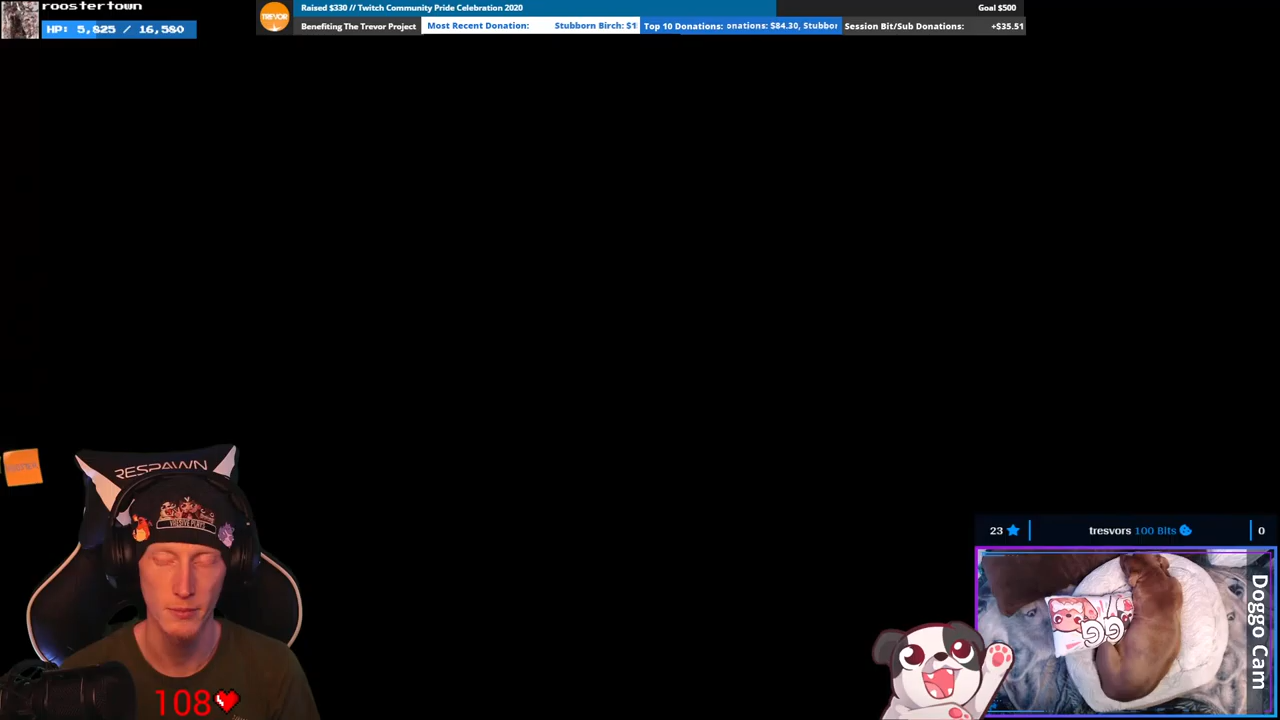 roostertown
HP: 5,825 / 16,580
TREVOR
Raised $330 // Twitch Community Pride Celebration 2020
Goal $500
Benefiting The Trevor Project
Most Recent Donation:
Stubborn Birch: $1
Top 10 Donations:
onations: $84.30, Stubbor
Session Bit/Sub Donations:
+$35.51
RESPAWN
108
23
tresvors 100 Bits
0
GG
Doggo Cam